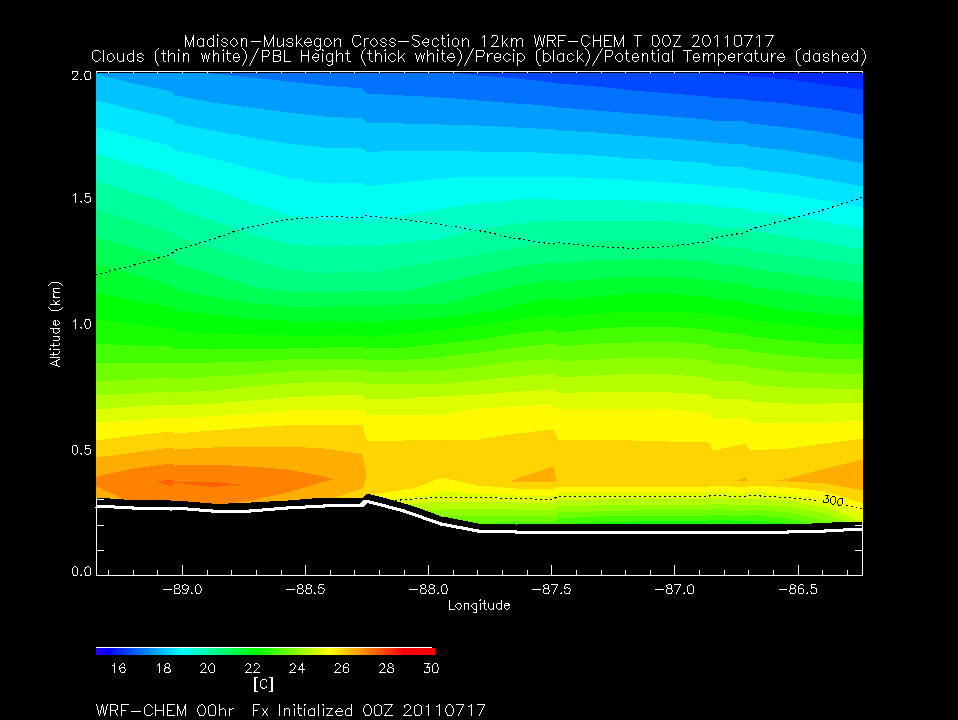 Madison-Muskegon Cross-Section 12km WRF-CHEM T 00Z 20110717
Clouds (thin white)/PBL Height (thick white)/Precip (black)/Potential Temperature (dashed)
2.0
1.5
1.0
0.5
0.0
Altitude (km)
300
-89.0 -88.5 -88.0 -87.5 -87.0 -86.5
Longitude
16 18 20 22 24 26 28 30
[C]
WRF-CHEM 00hr Fx Initialized 00Z 20110717